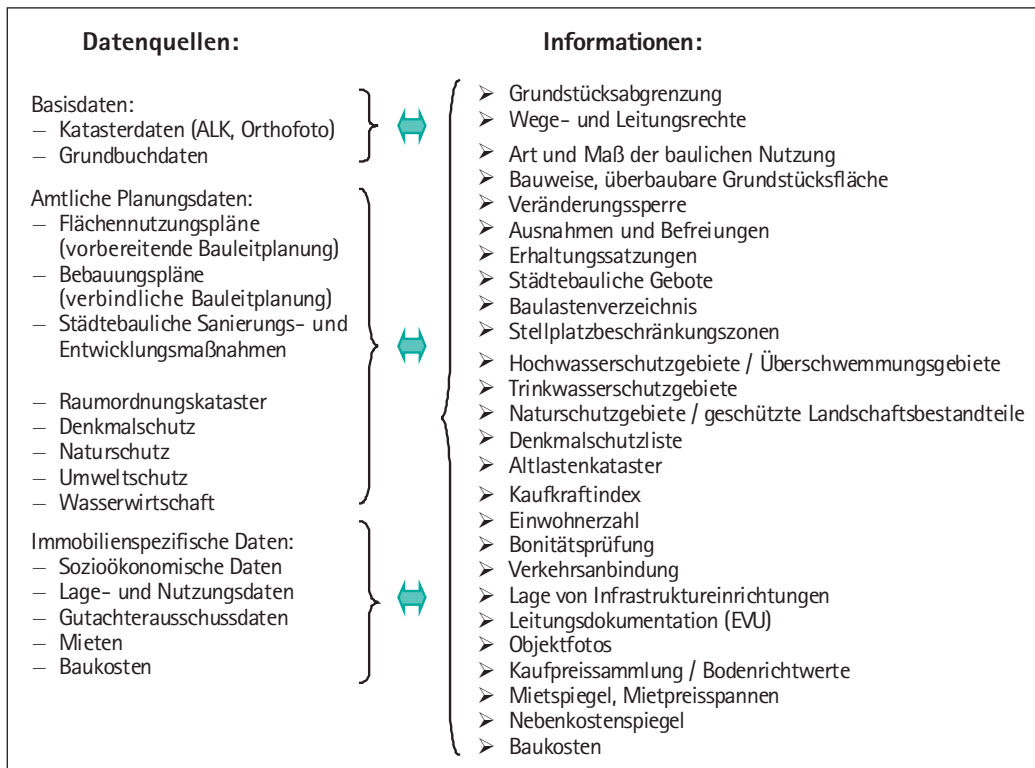 Datenquellen:
Basisdaten:
– Katasterdaten (ALK, Orthofoto)
– Grundbuchdaten
Amtliche Planungsdaten:
– Flächennutzungspläne
(vorbereitende Bauleitplanung)
– Bebauungspläne
(verbindliche Bauleitplanung)
– Städtebauliche Sanierungs- und
Entwicklungsmaßnahmen
– Raumordnungskataster
– Denkmalschutz
– Naturschutz
– Umweltschutz
– Wasserwirtschaft
Immobilienspezifische Daten:
– Sozioökonomische Daten
– Lage- und Nutzungsdaten
– Gutachterausschussdaten
– Mieten
– Baukosten
Informationen:
➢ Grundstücksabgrenzung
➢ Wege- und Leitungsrechte
➢ Art und Maß der baulichen Nutzung
➢ Bauweise, überbaubare Grundstücksfläche
➢ Veränderungssperre
➢ Ausnahmen und Befreiungen
➢ Erhaltungssatzungen
➢ Städtebauliche Gebote
➢ Baulastenverzeichnis
➢ Stellplatzbeschränkungszonen
➢ Hochwasserschutzgebiete / Überschwemmungsgebiete
➢ Trinkwasserschutzgebiete
➢ Naturschutzgebiete / geschützte Landschaftsbestandteile
➢ Denkmalschutzliste
➢ Altlastenkataster
➢ Kaufkraftindex
➢ Einwohnerzahl
➢ Bonitätsprüfung
➢ Verkehrsanbindung
➢ Lage von Infrastruktureinrichtungen
➢ Leitungsdokumentation (EVU)
➢ Objektfotos
➢ Kaufpreissammlung / Bodenrichtwerte
➢ Mietspiegel, Mietpreisspannen
➢ Nebenkostenspiegel
➢ Baukosten